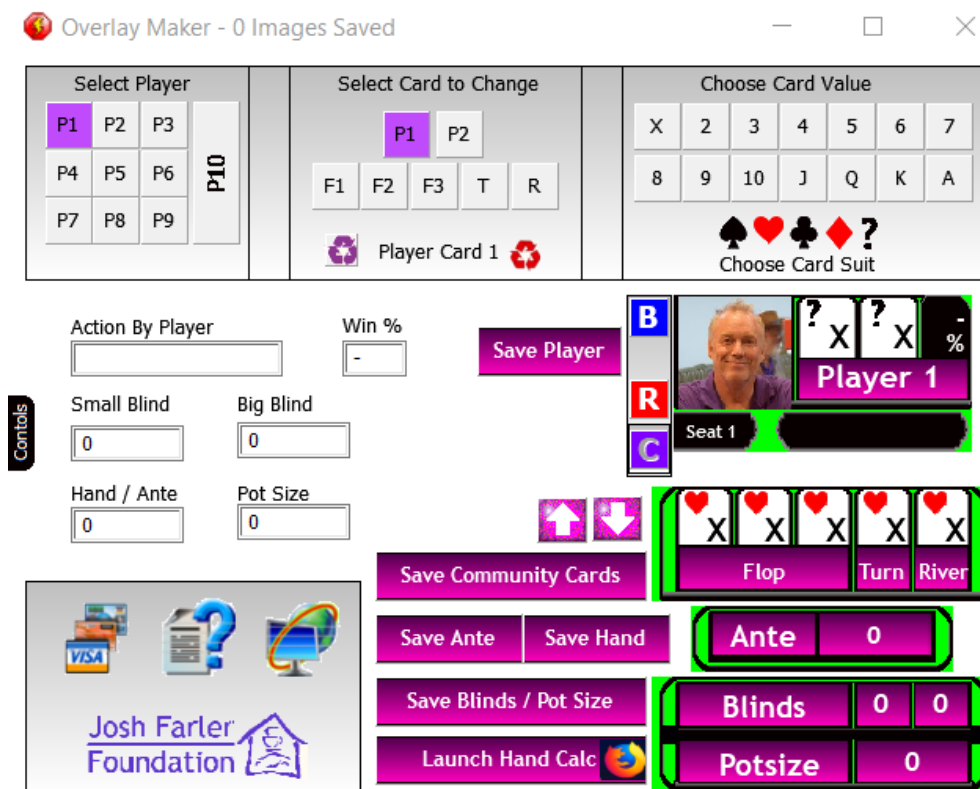 Overlay Maker - 0 Images Saved
Select Player
P1 P2 P3
P4 P5 P6
P7 P8 P9
P10
Select Card to Change
P1 P2
F1 F2 F3 T R
Player Card 1
Choose Card Value
X 2 3 4 5 6 7
8 9 10 J Q K A
?
Choose Card Suit
Action By Player
Win %
-
Save Player
B
R
C
? X ? X
-
%
Player 1
Seat 1
Contols
Small Blind Big Blind
0 0
Hand / Ante Pot Size
0 0
X X X X X
Flop Turn River
Save Community Cards
Save Ante Save Hand
Ante 0
Save Blinds / Pot Size
Blinds 0 0
Launch Hand Calc
Potsize 0
VISA
?
Josh Farler
Foundation